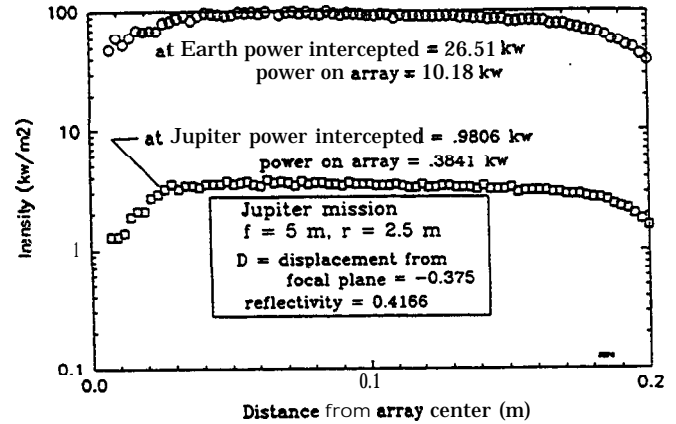 100
10
1
0.1
Inensity (kw/m2)
at Earth power intercepted = 26.51 kw
power on array = 10.18 kw
at Jupiter power intercepted = .9806 kw
power on array = .3841 kw
Jupiter mission
f = 5 m, r = 2.5 m
D = displacement from
focal plane = -0.375
reflectivity = 0.4166
0.0
0.1
0.2
Distance from array center (m)